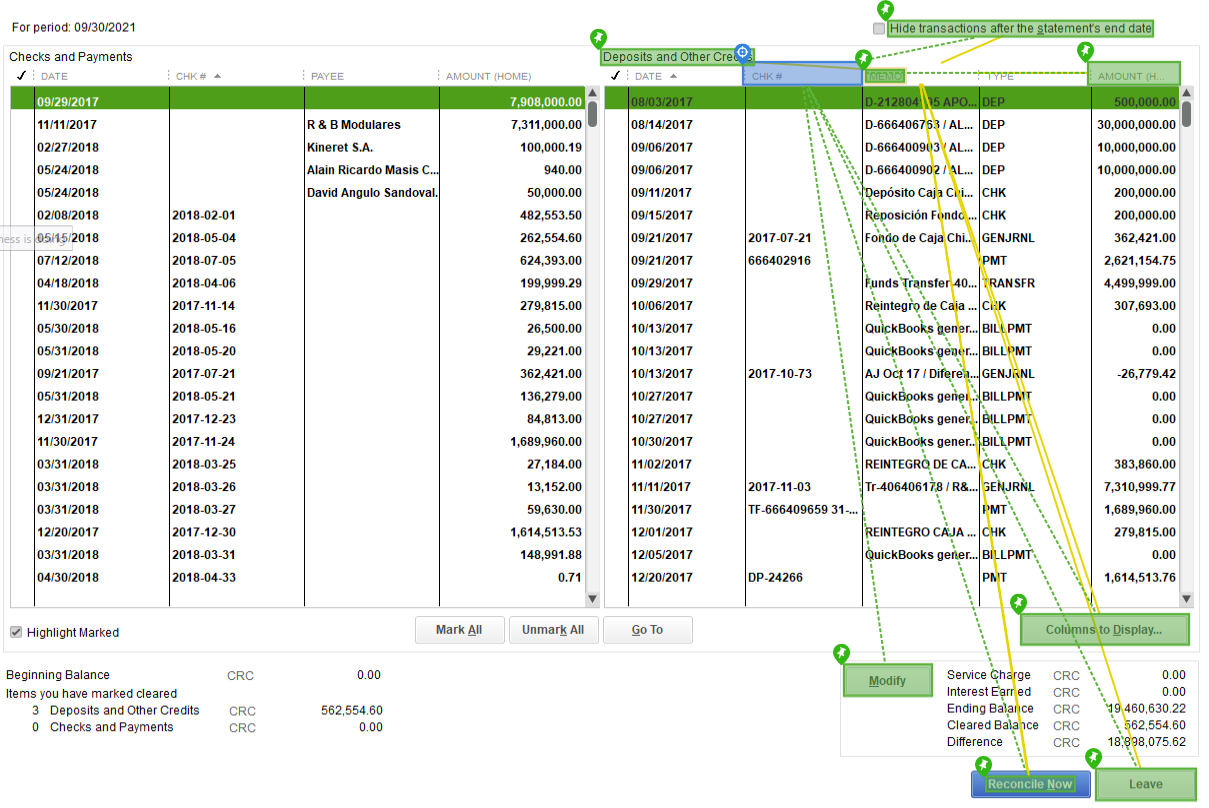 For period: 09/30/2021
Hide transactions after the statement's end date
Checks and Payments
✓ DATE CHK # PAYEE AMOUNT (HOME)
09/29/2017 7,908,000.00
11/11/2017 R & B Modulares 7,311,000.00
02/27/2018 Kineret S.A. 100,000.19
05/24/2018 Alain Ricardo Masis C... 940.00
05/24/2018 David Angulo Sandoval. 50,000.00
02/08/2018 2018-02-01 482,553.50
05/15/2018 2018-05-04 262,554.60
07/12/2018 2018-07-05 624,393.00
04/18/2018 2018-04-06 199,999.29
11/30/2017 2017-11-14 279,815.00
05/30/2018 2018-05-16 26,500.00
05/31/2018 2018-05-20 29,221.00
09/21/2017 2017-07-21 362,421.00
05/31/2018 2018-05-21 136,279.00
12/31/2017 2017-12-23 84,813.00
11/30/2017 2017-11-24 1,689,960.00
03/31/2018 2018-03-25 27,184.00
03/31/2018 2018-03-26 13,152.00
03/31/2018 2018-03-27 59,630.00
12/20/2017 2017-12-30 1,614,513.53
03/31/2018 2018-03-31 148,991.88
04/30/2018 2018-04-33 0.71
Deposits and Other Credits
✓ DATE CHK # MEMO TYPE AMOUNT (H...
08/03/2017 APO... DEP 500,000.00
08/14/2017 D-666406763 / AL... DEP 30,000,000.00
09/06/2017 D-666400903 / AL... DEP 10,000,000.00
09/06/2017 D-666400902 / AL... DEP 10,000,000.00
09/11/2017 Depósito Caja Chi... CHK 200,000.00
09/15/2017 Reposición Fondo... CHK 200,000.00
09/21/2017 2017-07-21 Fondo de Caja Chi... GENJRNL 362,421.00
09/21/2017 666402916 PMT 2,621,154.75
09/29/2017 Funds Transfer-40... TRANSFR 4,499,999.00
10/06/2017 Reintegro de Caja ... CHK 307,693.00
10/13/2017 QuickBooks gener... BILLPMT 0.00
10/13/2017 QuickBooks gener... BILLPMT 0.00
10/13/2017 2017-10-73 AJ Oct 17 / Diferen... GENJRNL -26,779.42
10/27/2017 QuickBooks gener... BILLPMT 0.00
10/27/2017 QuickBooks gener... BILLPMT 0.00
10/30/2017 QuickBooks gener... BILLPMT 0.00
11/02/2017 REINTEGRO DE CA... CHK 383,860.00
11/11/2017 2017-11-03 Tr-406406178 / R&... GENJRNL 7,310,999.77
11/30/2017 TF-666409659 31-... PMT 1,689,960.00
12/01/2017 REINTEGRO CAJA ... CHK 279,815.00
12/05/2017 QuickBooks gener... BILLPMT 0.00
12/20/2017 DP-24266 PMT 1,614,513.76
ness is doing
Highlight Marked
Mark All Unmark All Go To
Columns to Display...
Beginning Balance CRC 0.00
Items you have marked cleared
3 Deposits and Other Credits CRC 562,554.60
0 Checks and Payments CRC 0.00
Modify
Service Charge CRC 0.00
Interest Earned CRC 0.00
Ending Balance CRC 19,460,630.22
Cleared Balance CRC 562,554.60
Difference CRC 18,898,075.62
Reconcile Now
Leave